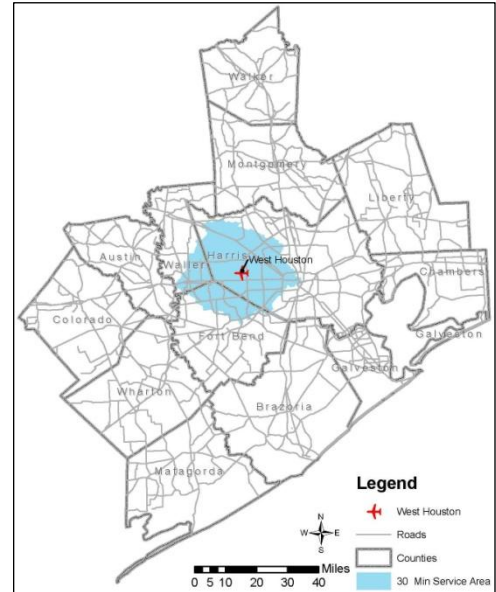 Walker
Montgomery
Liberty
Harris
West Houston
Austin
Waller
Chambers
Colorado
Galveston
Fort Bend
Galveston
Wharton
Brazoria
Matagorda
Legend
West Houston
Roads
Counties
30 Min Service Area
N
W E
S
Miles
0 5 10 20 30 40